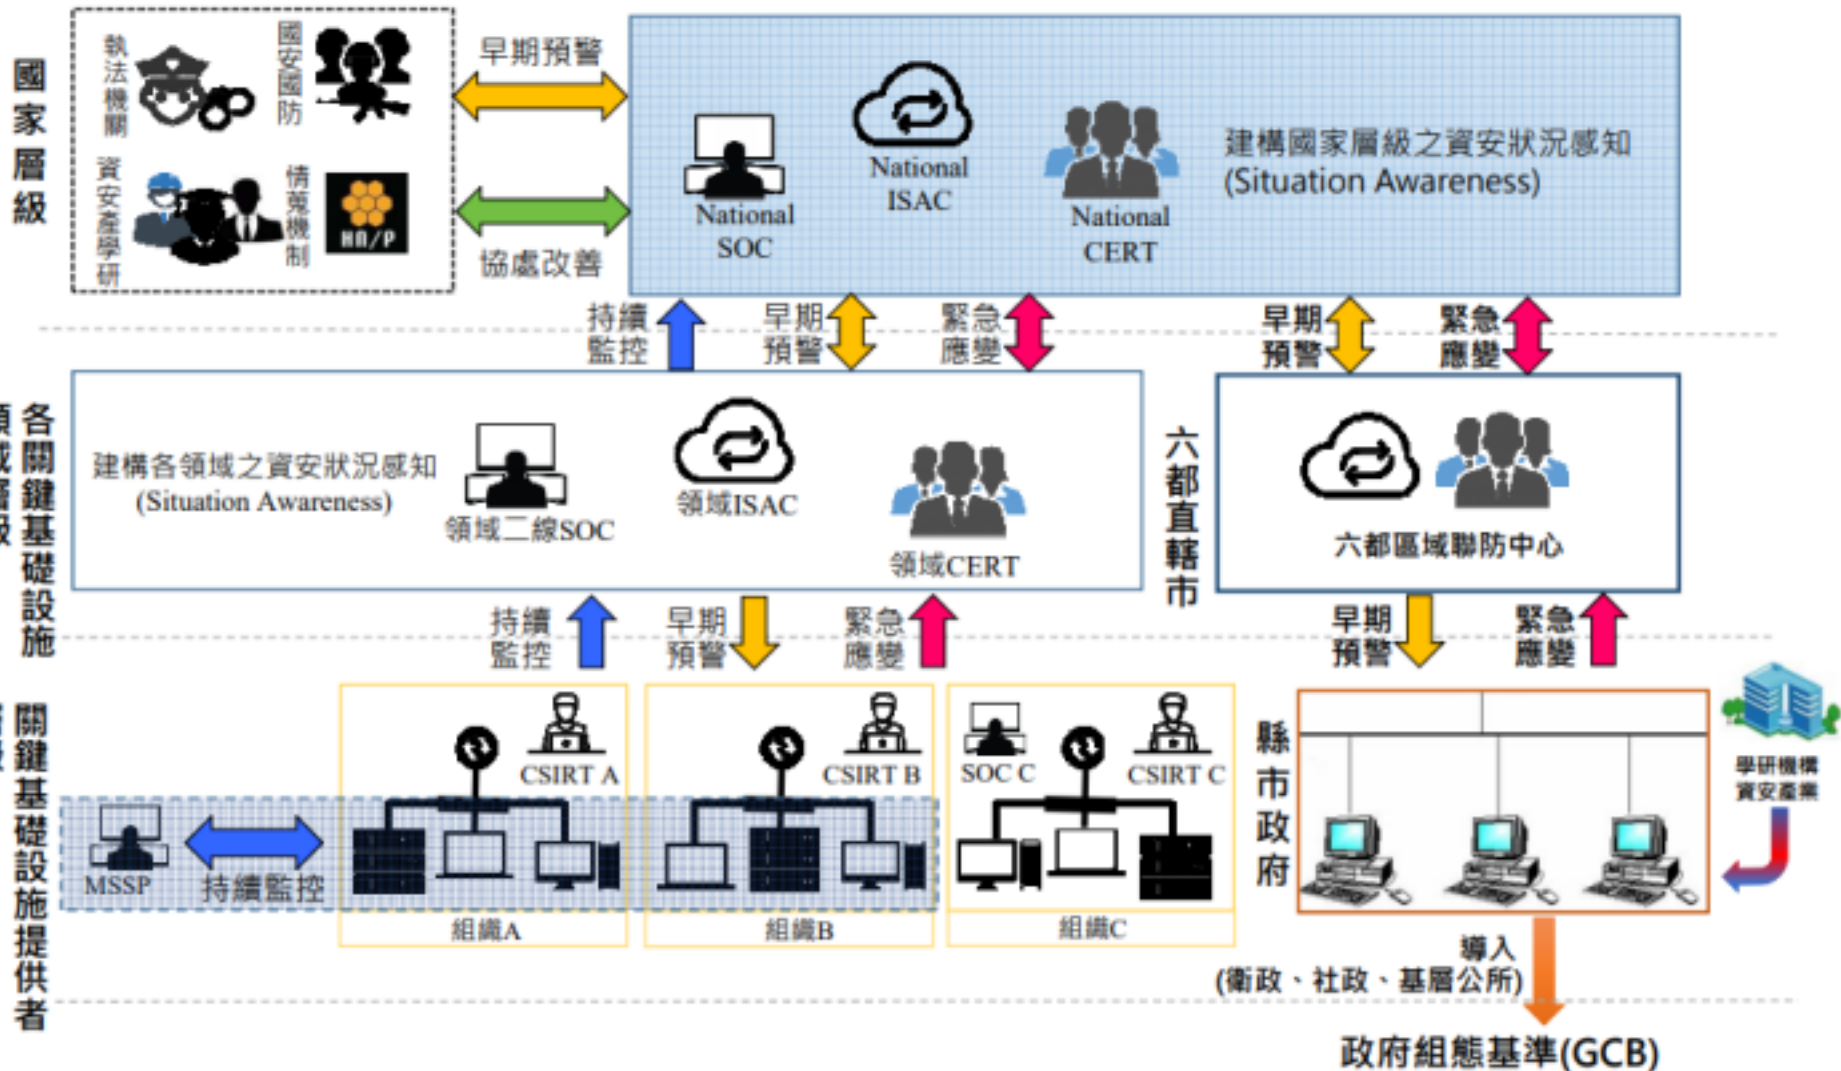 國家層級
執法機關
國安國防
資安產學研
情蒐機制
HN/P
早期預警
協處改善
National
SOC
National
ISAC
National
CERT
建構國家層級之資安狀況感知
(Situation Awareness)
持續
監控
早期
預警
緊急
應變
早期
預警
緊急
應變
各關鍵基礎設施
領域層級
建構各領域之資安狀況感知
(Situation Awareness)
領域二線SOC
領域ISAC
領域CERT
六都直轄市
六都區域聯防中心
持續
監控
早期
預警
緊急
應變
早期
預警
緊急
應變
關鍵基礎設施提供者
MSSP
持續監控
CSIRT A
組織A
CSIRT B
組織B
SOC C
CSIRT C
組織C
縣市政府
學研機構
資安產業
導入
(衛政、社政、基層公所)
政府組態基準(GCB)